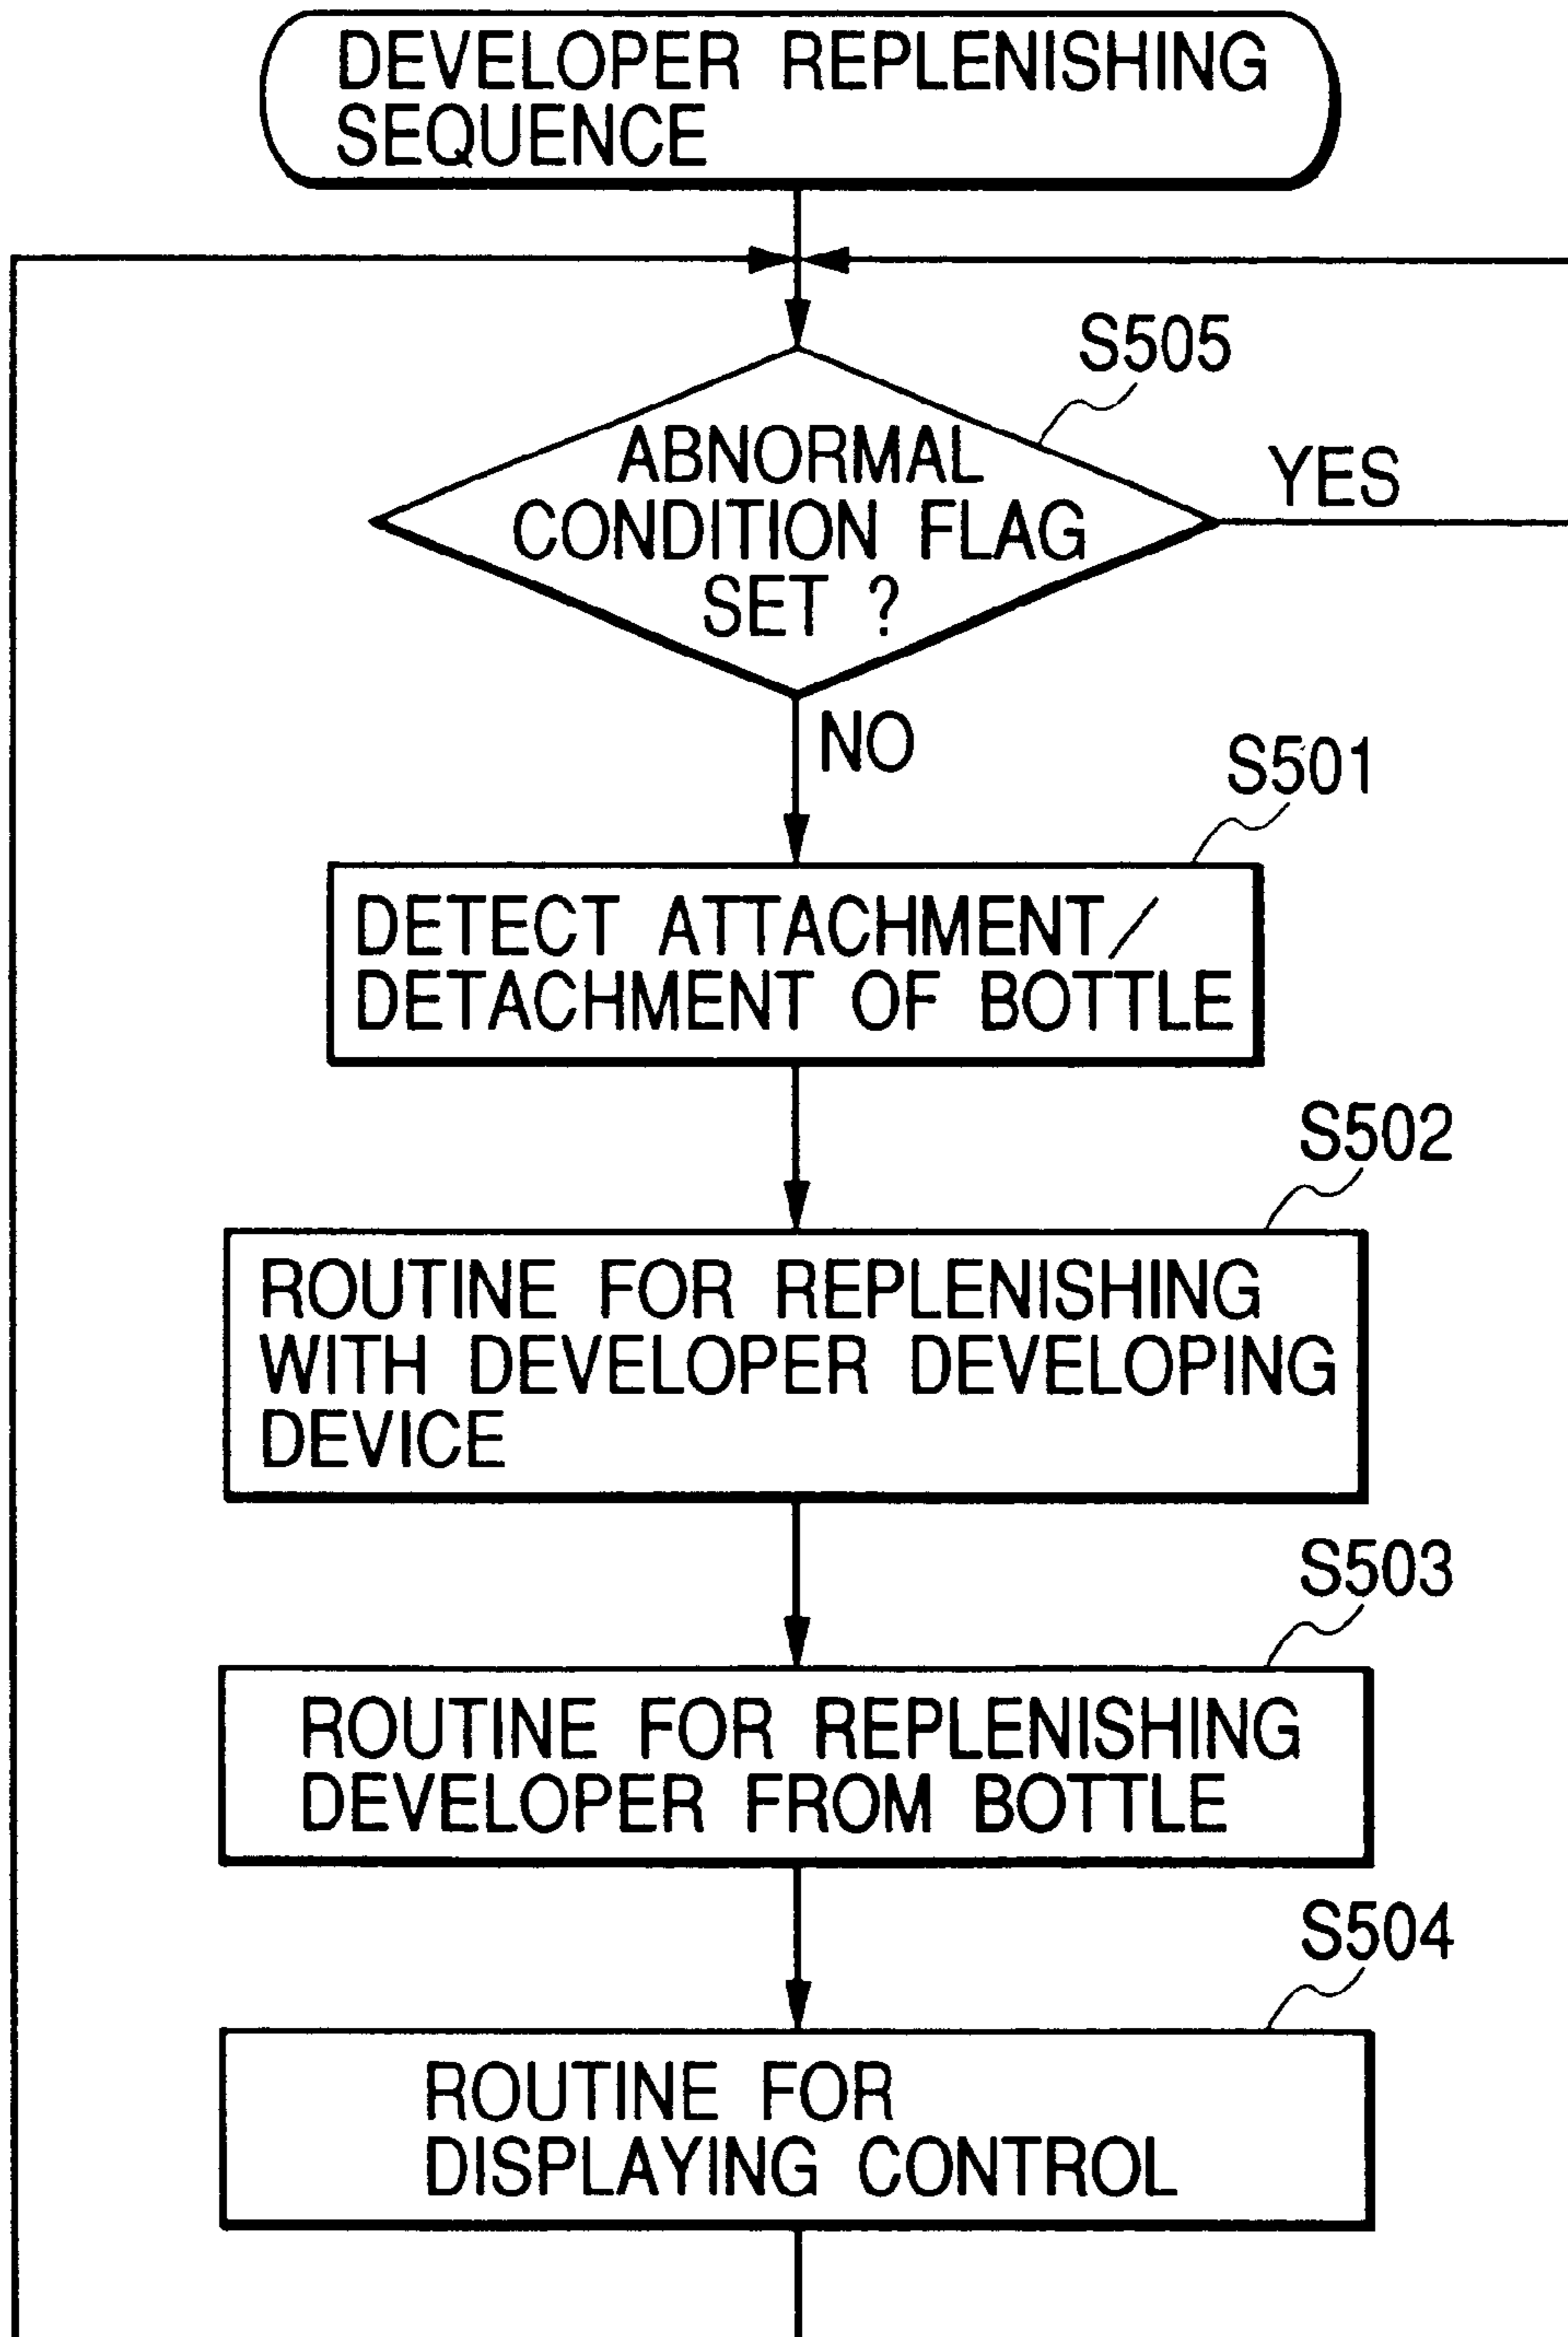 DEVELOPER REPLENISHING
SEQUENCE
S505
ABNORMAL
CONDITION FLAG
SET ?
YES
NO
S501
DETECT ATTACHMENT/
DETACHMENT OF BOTTLE
S502
ROUTINE FOR REPLENISHING
WITH DEVELOPER DEVELOPING
DEVICE
S503
ROUTINE FOR REPLENISHING
DEVELOPER FROM BOTTLE
S504
ROUTINE FOR
DISPLAYING CONTROL